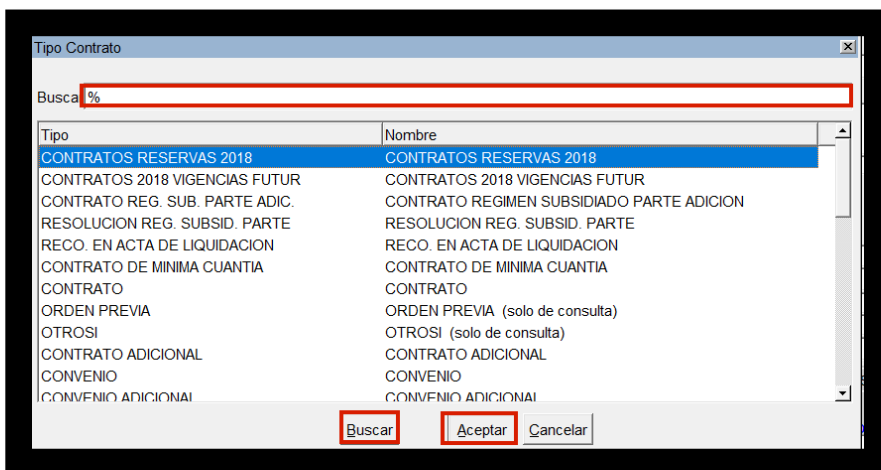 Tipo Contrato
Busca %
Tipo Nombre
CONTRATOS RESERVAS 2018 CONTRATOS RESERVAS 2018
CONTRATOS 2018 VIGENCIAS FUTUR CONTRATOS 2018 VIGENCIAS FUTUR
CONTRATO REG. SUB. PARTE ADIC. CONTRATO REGIMEN SUBSIDIADO PARTE ADICION
RESOLUCION REG. SUBSID. PARTE RESOLUCION REG. SUBSID. PARTE
RECO. EN ACTA DE LIQUIDACION RECO. EN ACTA DE LIQUIDACION
CONTRATO DE MINIMA CUANTIA CONTRATO DE MINIMA CUANTIA
CONTRATO CONTRATO
ORDEN PREVIA ORDEN PREVIA (solo de consulta)
OTROSI OTROSI (solo de consulta)
CONTRATO ADICIONAL CONTRATO ADICIONAL
CONVENIO CONVENIO
CONVENIO ADICIONAL CONVENIO ADICIONAL
Buscar Aceptar Cancelar